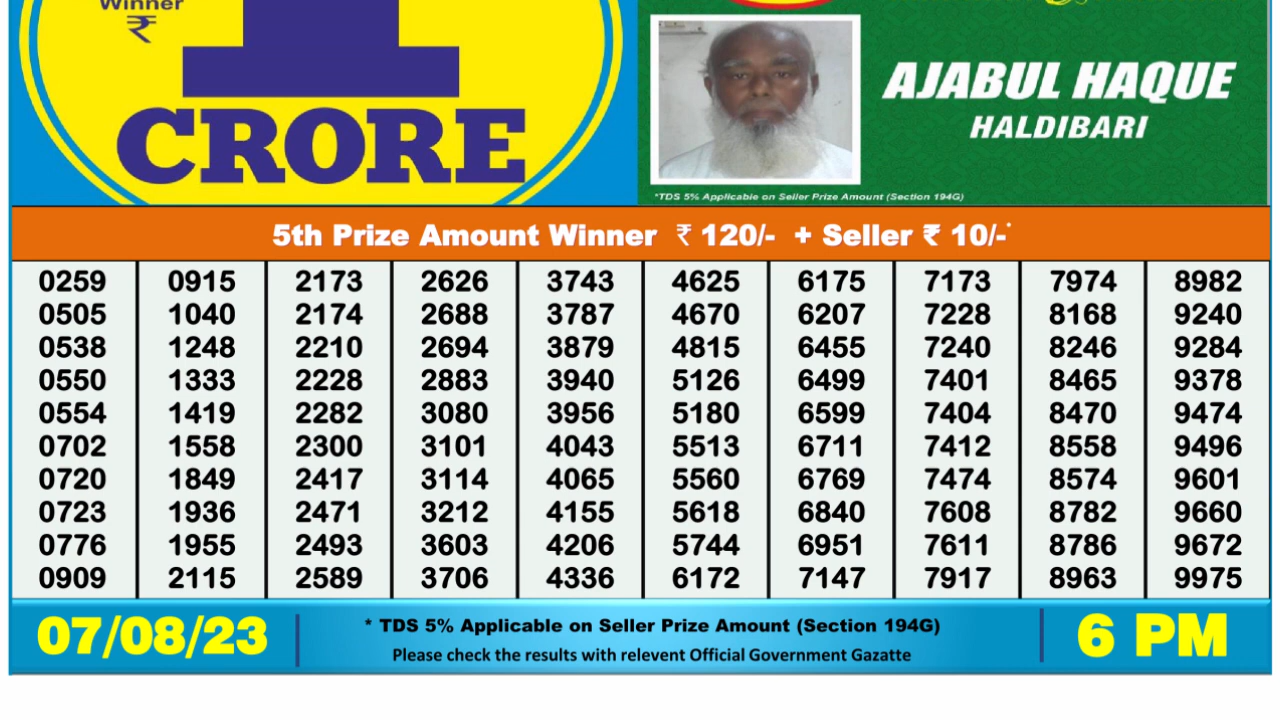 Winner
₹
1
CRORE
AJABUL HAQUE
HALDIBARI
*TDS 5% Applicable on Seller Prize Amount (Section 194G)
5th Prize Amount Winner ₹ 120/- + Seller ₹ 10/-*
0259 0915 2173 2626 3743 4625 6175 7173 7974 8982
0505 1040 2174 2688 3787 4670 6207 7228 8168 9240
0538 1248 2210 2694 3879 4815 6455 7240 8246 9284
0550 1333 2228 2883 3940 5126 6499 7401 8465 9378
0554 1419 2282 3080 3956 5180 6599 7404 8470 9474
0702 1558 2300 3101 4043 5513 6711 7412 8558 9496
0720 1849 2417 3114 4065 5560 6769 7474 8574 9601
0723 1936 2471 3212 4155 5618 6840 7608 8782 9660
0776 1955 2493 3603 4206 5744 6951 7611 8786 9672
0909 2115 2589 3706 4336 6172 7147 7917 8963 9975
07/08/23
* TDS 5% Applicable on Seller Prize Amount (Section 194G)
Please check the results with relevent Official Government Gazatte
6 PM